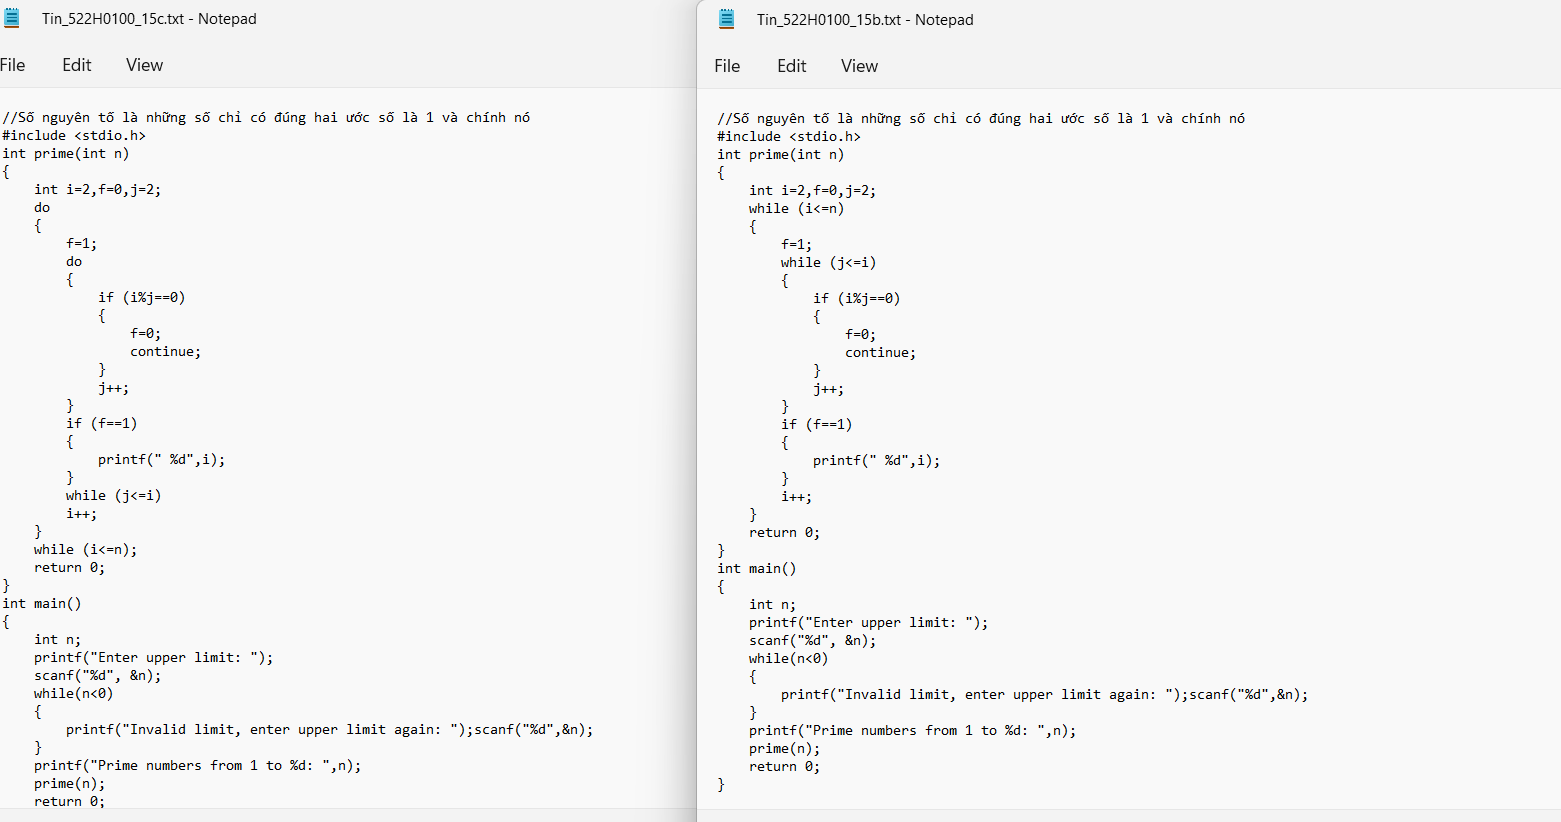 Tin_522H0100_15c.txt - Notepad
File Edit View
//Số nguyên tố là những số chỉ có đúng hai ước số là 1 và chính nó
#include <stdio.h>
int prime(int n)
{
    int i=2,f=0,j=2;
    do
    {
        f=1;
        do
        {
            if (i%j==0)
            {
                f=0;
                continue;
            }
            j++;
        }
        if (f==1)
        {
            printf(" %d",i);
        }
        while (j<=i)
        i++;
    }
    while (i<=n);
    return 0;
}
int main()
{
    int n;
    printf("Enter upper limit: ");
    scanf("%d", &n);
    while(n<0)
    {
        printf("Invalid limit, enter upper limit again: ");scanf("%d",&n);
    }
    printf("Prime numbers from 1 to %d: ",n);
    prime(n);
    return 0;
Tin_522H0100_15b.txt - Notepad
File Edit View
//Số nguyên tố là những số chỉ có đúng hai ước số là 1 và chính nó
#include <stdio.h>
int prime(int n)
{
    int i=2,f=0,j=2;
    while (i<=n)
    {
        f=1;
        while (j<=i)
        {
            if (i%j==0)
            {
                f=0;
                continue;
            }
            j++;
        }
        if (f==1)
        {
            printf(" %d",i);
        }
        i++;
    }
    return 0;
}
int main()
{
    int n;
    printf("Enter upper limit: ");
    scanf("%d", &n);
    while(n<0)
    {
        printf("Invalid limit, enter upper limit again: ");scanf("%d",&n);
    }
    printf("Prime numbers from 1 to %d: ",n);
    prime(n);
    return 0;
}